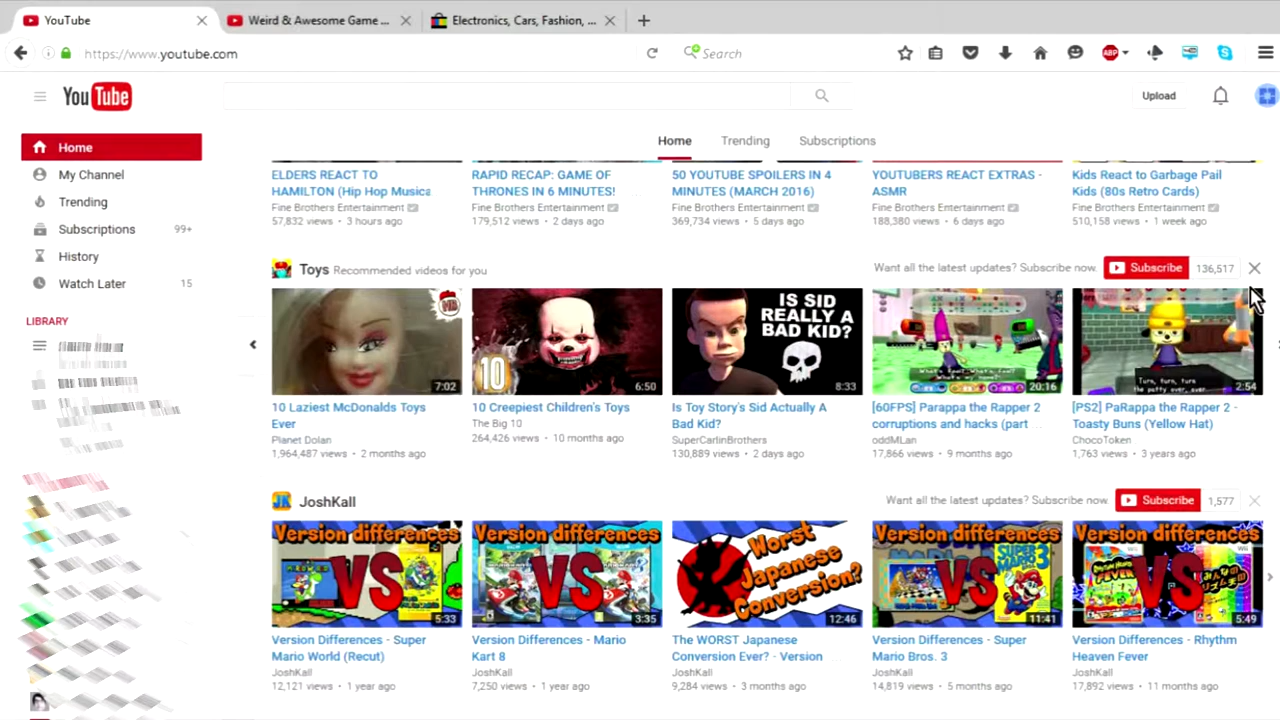 YouTube
Weird & Awesome Game ...
Electronics, Cars, Fashion, ...
https://www.youtube.com
Search
ABP
YouTube
Upload
Home
Trending
Subscriptions
Home
My Channel
Trending
Subscriptions 99+
History
Watch Later 15
LIBRARY
ELDERS REACT TO
HAMILTON (Hip Hop Musica
Fine Brothers Entertainment
57,832 views • 3 hours ago
RAPID RECAP: GAME OF
THRONES IN 6 MINUTES!
Fine Brothers Entertainment
179,512 views • 2 days ago
50 YOUTUBE SPOILERS IN 4
MINUTES (MARCH 2016)
Fine Brothers Entertainment
369,734 views • 5 days ago
YOUTUBERS REACT EXTRAS -
ASMR
Fine Brothers Entertainment
188,380 views • 6 days ago
Kids React to Garbage Pail
Kids (80s Retro Cards)
Fine Brothers Entertainment
510,158 views • 1 week ago
Toys Recommended videos for you
Want all the latest updates? Subscribe now. Subscribe 136,517
7:02
10 Laziest McDonalds Toys
Ever
Planet Dolan
1,964,487 views • 2 months ago
10
6:50
10 Creepiest Children's Toys
The Big 10
264,426 views • 10 months ago
IS SID
REALLY A
BAD KID?
8:33
Is Toy Story's Sid Actually A
Bad Kid?
SuperCarlinBrothers
130,889 views • 2 days ago
20:16
[60FPS] Parappa the Rapper 2
corruptions and hacks (part ...
oddMLan
17,866 views • 9 months ago
Turn, turn, turn
the patty over, over
2:54
[PS2] PaRappa the Rapper 2 -
Toasty Buns (Yellow Hat)
ChocoToken
1,763 views • 3 years ago
JK JoshKall
Want all the latest updates? Subscribe now. Subscribe 1,577
Version differences
VS
5:33
Version Differences - Super
Mario World (Recut)
JoshKall
12,121 views • 1 year ago
Version differences
VS
3:35
Version Differences - Mario
Kart 8
JoshKall
7,250 views • 1 year ago
Worst
Japanese
Conversion?
12:46
The WORST Japanese
Conversion Ever? - Version
JoshKall
9,284 views • 3 months ago
Version differences
VS
SUPER
MARIO BROS.
3
11:41
Version Differences - Super
Mario Bros. 3
JoshKall
14,819 views • 5 months ago
Version differences
VS
5:49
Version Differences - Rhythm
Heaven Fever
JoshKall
17,892 views • 11 months ago